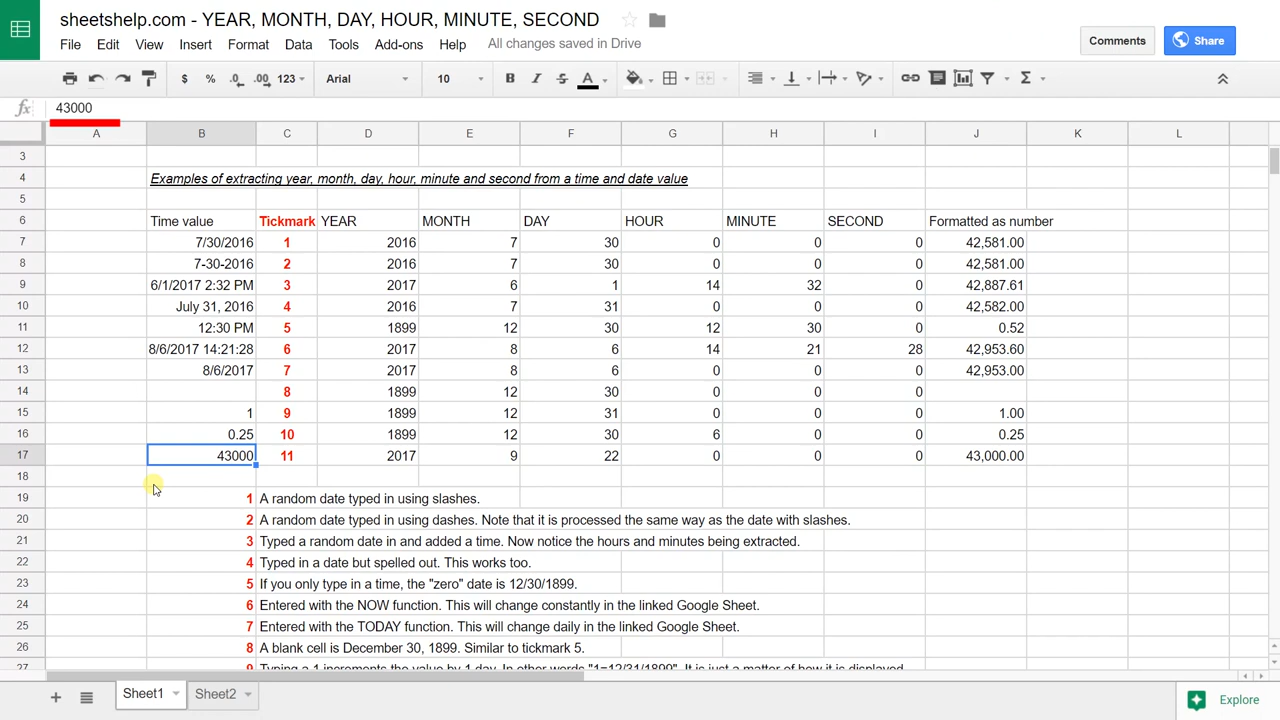 sheetshelp.com - YEAR, MONTH, DAY, HOUR, MINUTE, SECOND
File Edit View Insert Format Data Tools Add-ons Help All changes saved in Drive
Comments Share
$ % .0 .00 123 Arial 10 B I S A Σ
fx 43000
A B C D E F G H I J K L
3
4 Examples of extracting year, month, day, hour, minute and second from a time and date value
5
6 Time value Tickmark YEAR MONTH DAY HOUR MINUTE SECOND Formatted as number
7 7/30/2016 1 2016 7 30 0 0 0 42,581.00
8 7-30-2016 2 2016 7 30 0 0 0 42,581.00
9 6/1/2017 2:32 PM 3 2017 6 1 14 32 0 42,887.61
10 July 31, 2016 4 2016 7 31 0 0 0 42,582.00
11 12:30 PM 5 1899 12 30 12 30 0 0.52
12 8/6/2017 14:21:28 6 2017 8 6 14 21 28 42,953.60
13 8/6/2017 7 2017 8 6 0 0 0 42,953.00
14 8 1899 12 30 0 0 0
15 1 9 1899 12 31 0 0 0 1.00
16 0.25 10 1899 12 30 6 0 0 0.25
17 43000 11 2017 9 22 0 0 0 43,000.00
18
19 1 A random date typed in using slashes.
20 2 A random date typed in using dashes. Note that it is processed the same way as the date with slashes.
21 3 Typed a random date in and added a time. Now notice the hours and minutes being extracted.
22 4 Typed in a date but spelled out. This works too.
23 5 If you only type in a time, the "zero" date is 12/30/1899.
24 6 Entered with the NOW function. This will change constantly in the linked Google Sheet.
25 7 Entered with the TODAY function. This will change daily in the linked Google Sheet.
26 8 A blank cell is December 30, 1899. Similar to tickmark 5.
27 9 Typing a 1 increments the value by 1 day. In other words "1=12/31/1899". It is just a matter of how it is displayed.
+ Sheet1 Sheet2 Explore